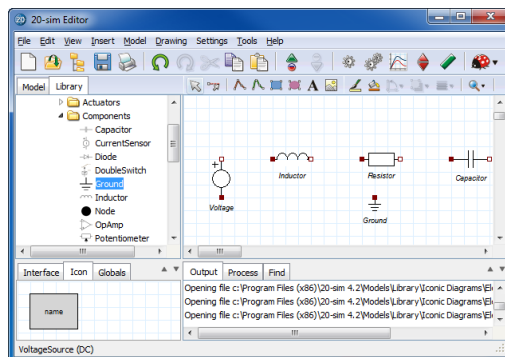 20-sim Editor
File Edit View Insert Model Drawing Settings Tools Help
Model Library
Actuators
Components
Capacitor
CurrentSensor
Diode
DoubleSwitch
Ground
Inductor
Node
OpAmp
Potentiometer
A
+
Voltage
Inductor
Resistor
Capacitor
Ground
Interface Icon Globals
name
Output Process Find
Opening file c:\Program Files (x86)\20-sim 4.2\Models\Library\Iconic Diagrams\Ele
Opening file c:\Program Files (x86)\20-sim 4.2\Models\Library\Iconic Diagrams\Ele
Opening file c:\Program Files (x86)\20-sim 4.2\Models\Library\Iconic Diagrams\Ele
VoltageSource (DC)